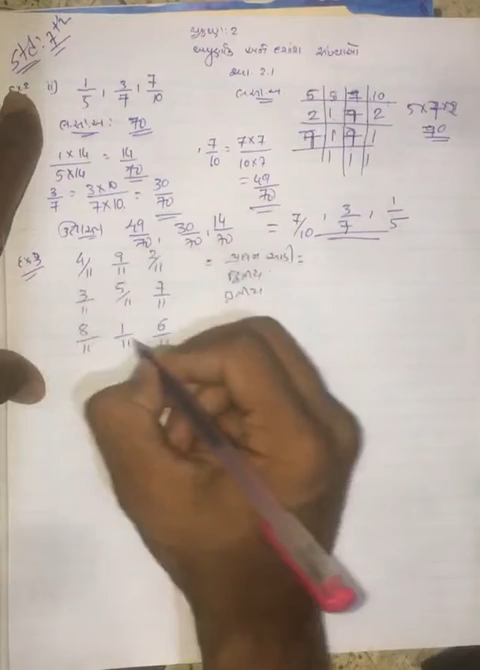 Std: 7th
પ્રકરણ: 2
અપૂર્ણાંક અને દશાંશ સંખ્યાઓ
સ્વા. 2.1
ii) 1/5, 3/7, 7/10
લ.સા.અ.
5 7 10
2 1 7 2
7 1 7 1
1 1 1
5×7×2
70
લ.સા.અ: 70
1×14/5×14 = 14/70
, 7/10 = 7×7/10×7
3/7 = 3×10/7×10 = 30/70
= 49/70
49/70, 30/70, 14/70 = 7/10, 3/7, 1/5
Ex 3 4/11 9/11 2/11 =
3/11 5/11 7/11
8/11 1/11 6/11